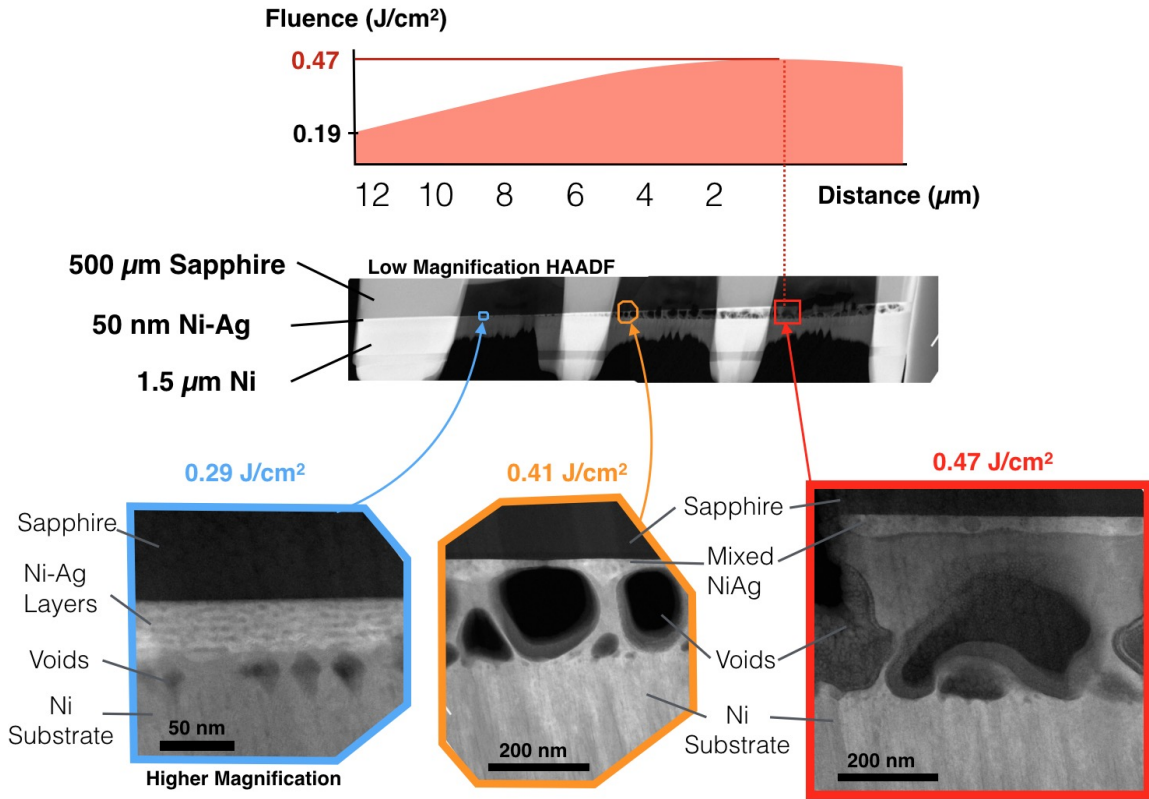 Fluence (J/cm²)
0.47
0.19
12 10 8 6 4 2 Distance (µm)
500 µm Sapphire
Low Magnification HAADF
50 nm Ni-Ag
1.5 µm Ni
0.29 J/cm²
0.41 J/cm²
0.47 J/cm²
Sapphire
Ni-Ag
Layers
Voids
Ni
Substrate
50 nm
Higher Magnification
Sapphire
Mixed
NiAg
Voids
Ni
Substrate
200 nm
200 nm